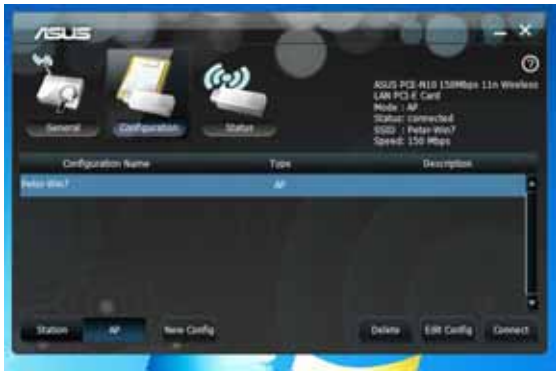 ASUS
ASUS PCE-N10 150Mbps 11n Wireless
LAN PCI-E Card
Mode : AP
Status: connected
SSID : Peter-Win7
Speed: 150 Mbps
General
Configuration
Status
Configuration Name Type Description
Peter-Win7 AP
Station AP New Config Delete Edit Config Connect